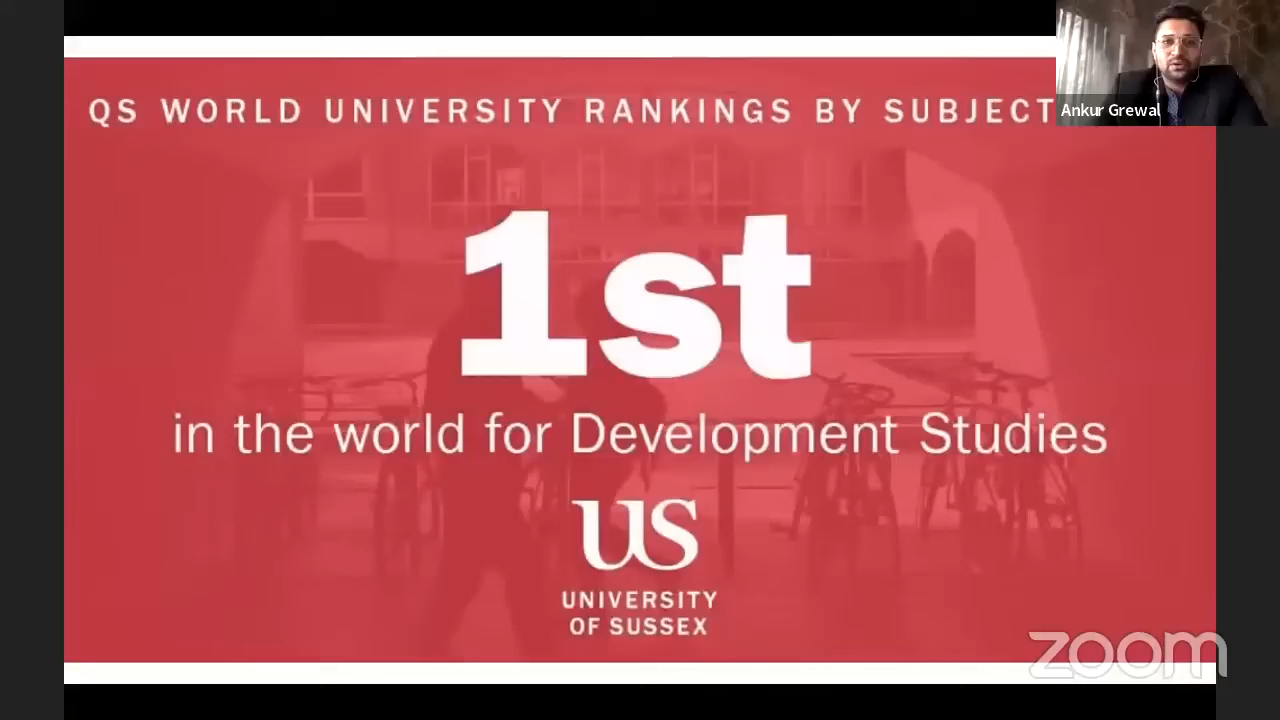 QS WORLD UNIVERSITY RANKINGS BY SUBJECT
Ankur Grewal
1st
in the world for Development Studies
US
UNIVERSITY
OF SUSSEX
zoom